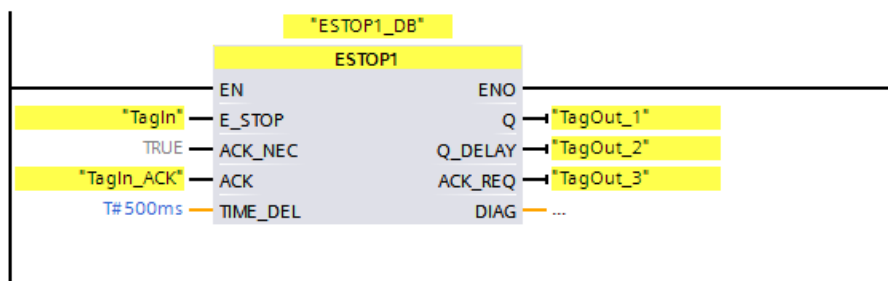 "ESTOP1_DB"
ESTOP1
EN ENO
"TagIn" E_STOP Q "TagOut_1"
TRUE ACK_NEC Q_DELAY "TagOut_2"
"TagIn_ACK" ACK ACK_REQ "TagOut_3"
T#500ms TIME_DEL DIAG ...